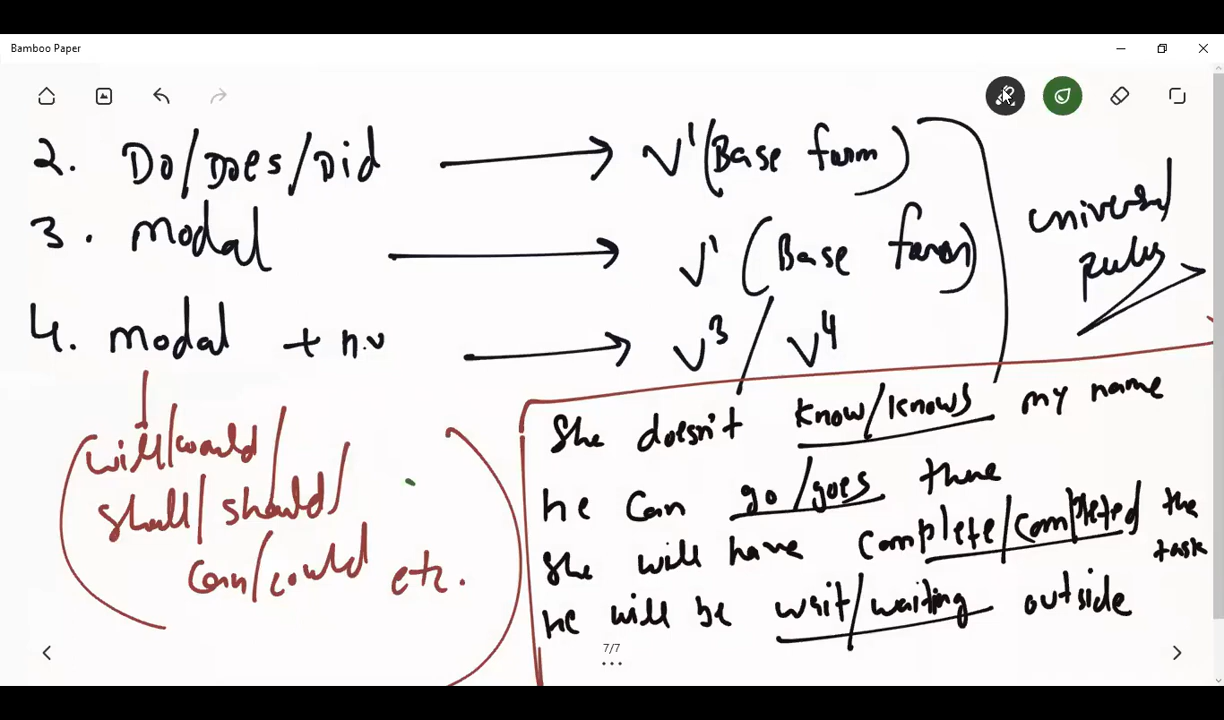 Bamboo Paper
2. Do/Does/Did → V¹ (Base form)
3. Modal → V¹ (Base form)
universal
rules
4. modal + h.v → V³ / V⁴
will/would/
shall/should/
can/could etc.
She doesn't know/knows my name
he can go/goes there
She will have complete/completed the
task
he will be wait/waiting outside
7/7